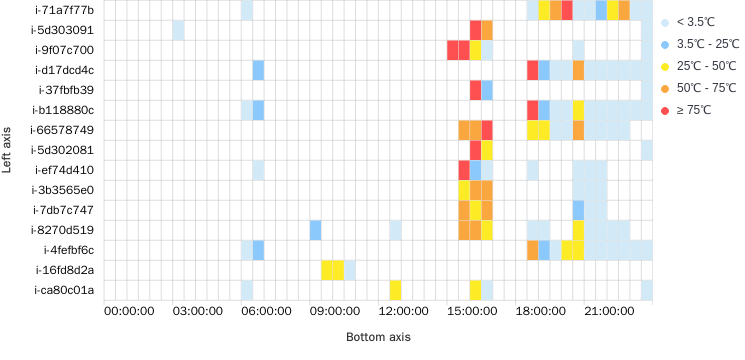 i-71a7f77b
i-5d303091
i-9f07c700
i-d17dcd4c
i-37fbfb39
i-b118880c
i-66578749
i-5d302081
i-ef74d410
i-3b3565e0
i-7db7c747
i-8270d519
i-4fefbf6c
i-16fd8d2a
i-ca80c01a
Left axis
00:00:00 03:00:00 06:00:00 09:00:00 12:00:00 15:00:00 18:00:00 21:00:00
Bottom axis
< 3.5℃
3.5℃ - 25℃
25℃ - 50℃
50℃ - 75℃
≥ 75℃